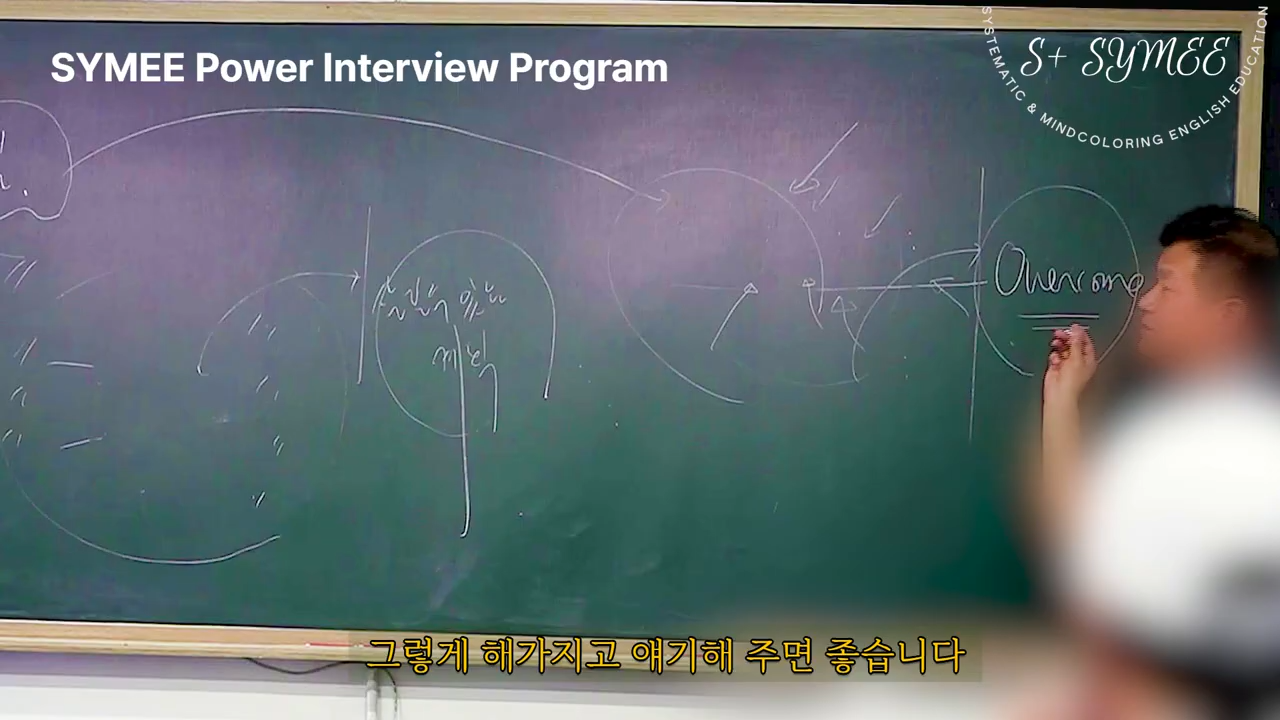 SYMEE Power Interview Program
S+ SYMEE
SYSTEMATIC & MINDCOLORING ENGLISH EDUCATION
Overcome
그렇게 해가지고 얘기해 주면 좋습니다